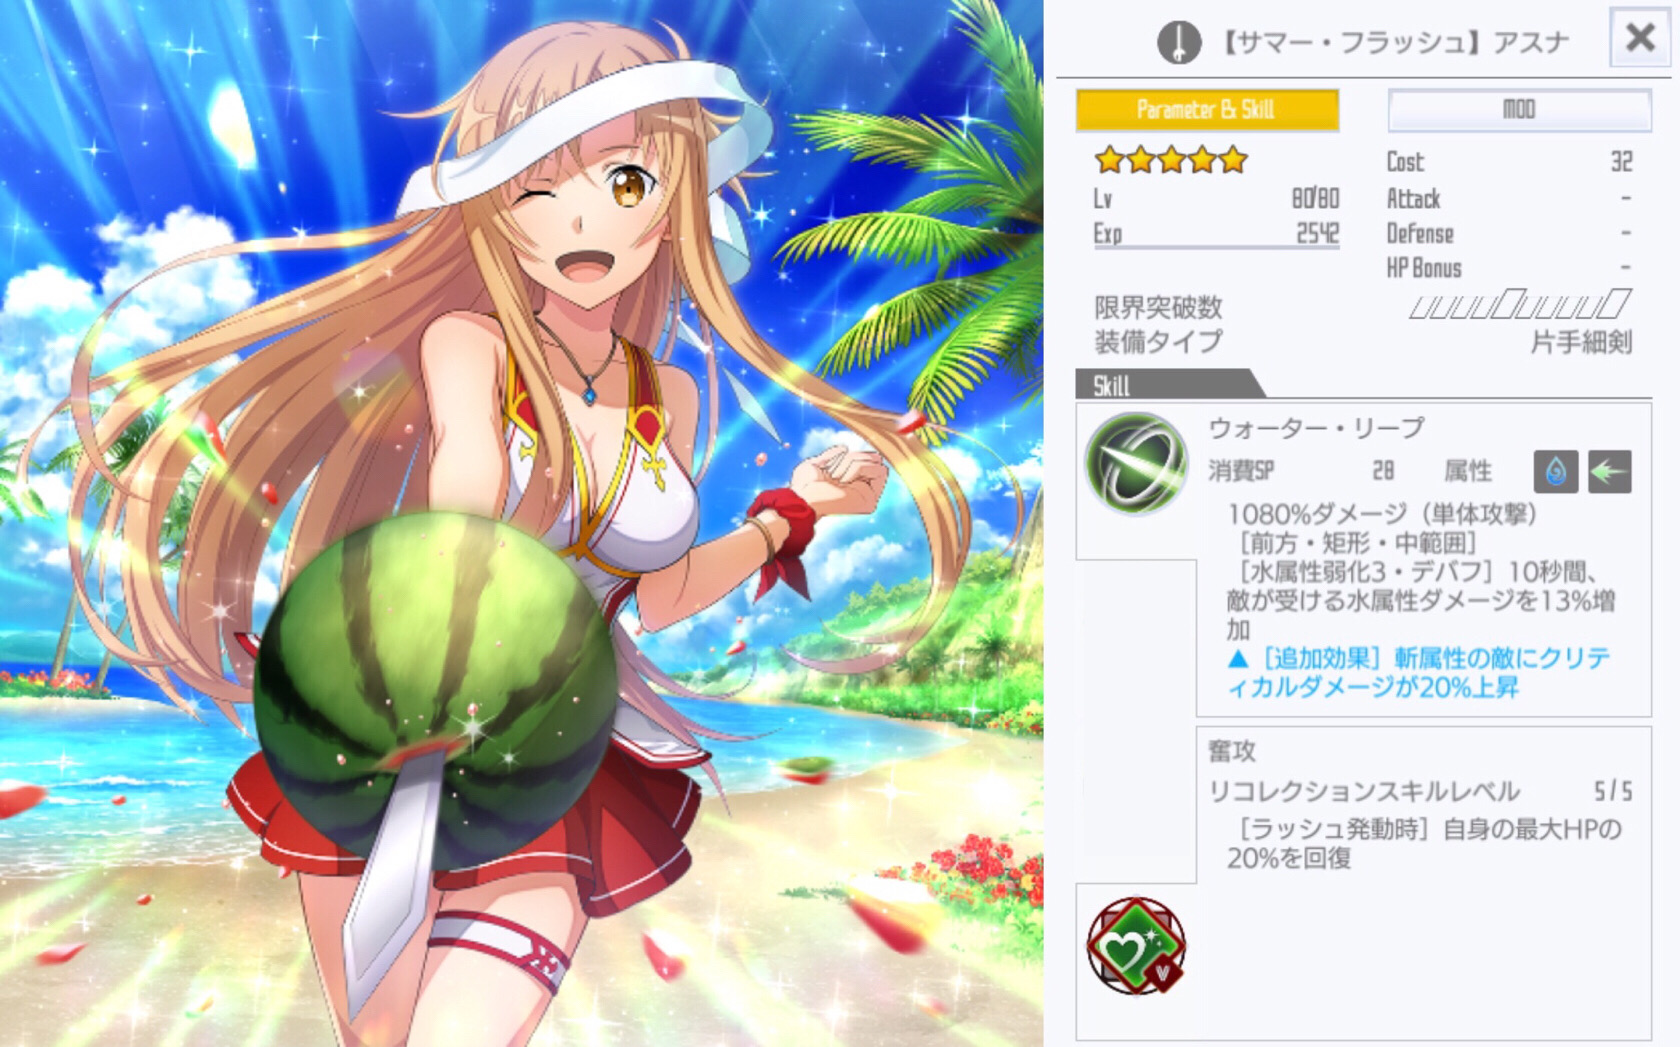 【サマー・フラッシュ】アスナ
Parameter & Skill
MOD
Lv 80/80
Exp 2542
Cost 32
Attack -
Defense -
HP Bonus -
限界突破数
装備タイプ 片手細剣
Skill
ウォーター・リープ
消費SP 28 属性
1080%ダメージ（単体攻撃）
［前方・矩形・中範囲］
［水属性弱化3・デバフ］10秒間、
敵が受ける水属性ダメージを13%増
加
▲［追加効果］斬属性の敵にクリテ
ィカルダメージが20%上昇
奮攻
リコレクションスキルレベル 5/5
［ラッシュ発動時］自身の最大HPの
20%を回復
V